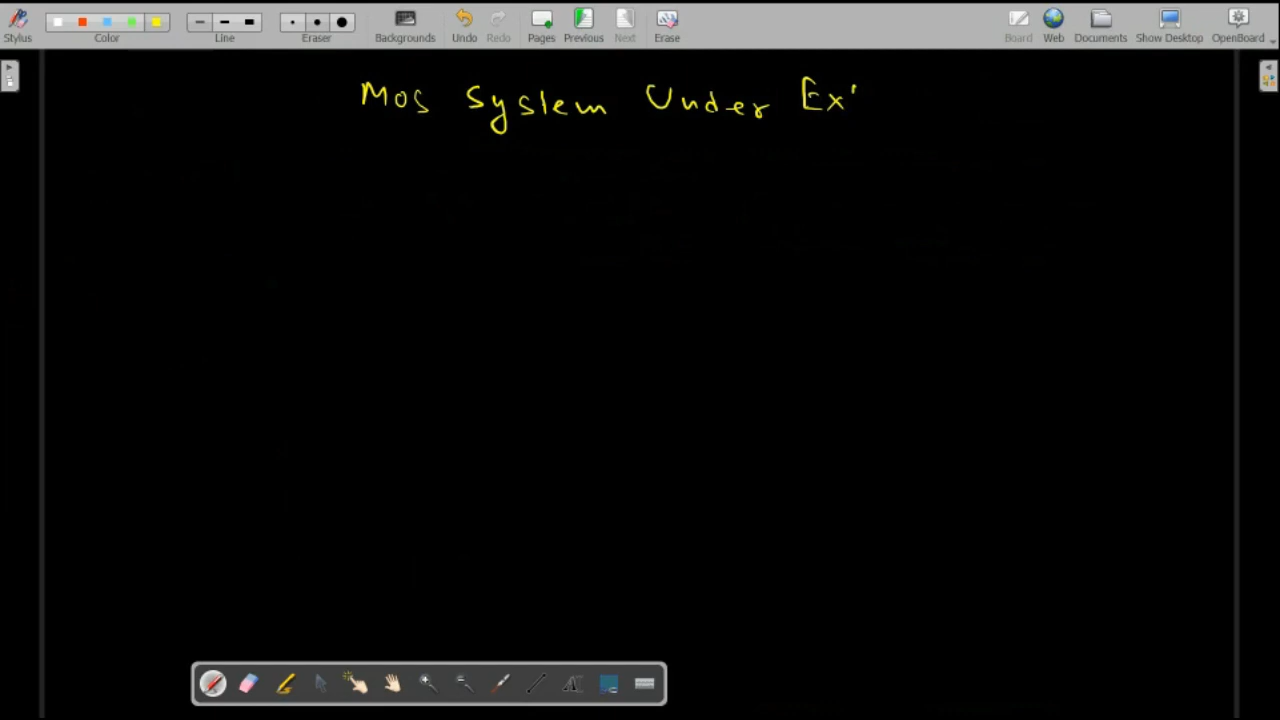 Stylus
Color
Line
Eraser
Backgrounds
Undo
Redo
Pages
Previous
Next
Erase
Board
Web
Documents
Show Desktop
OpenBoard
Mos System Under Ex